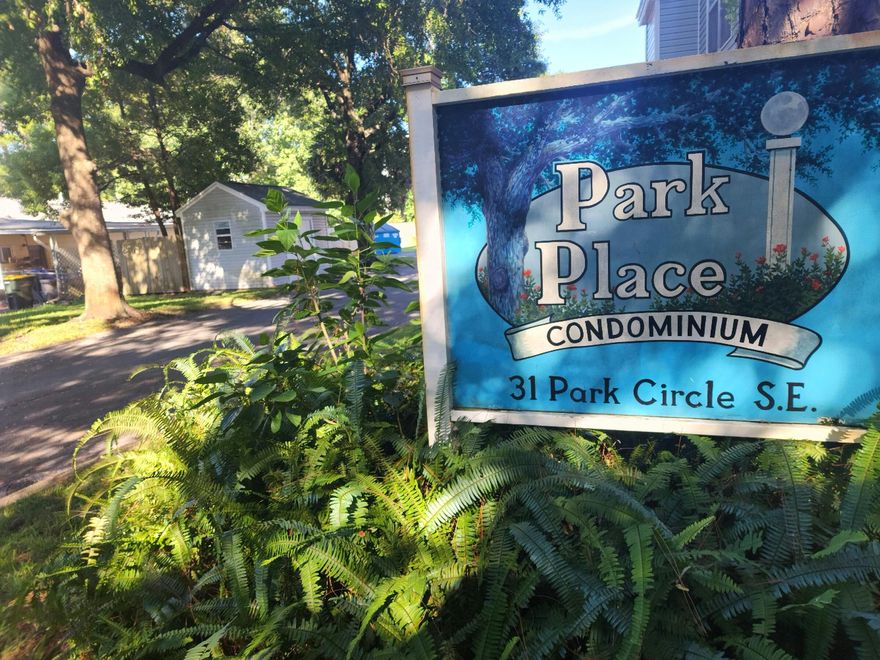 Park
Place
CONDOMINIUM
31 Park Circle S.E.